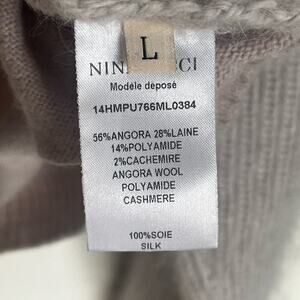 L
NIN CCI
Modèle déposé
14HMPU766ML0384
56%ANGORA 28%LAINE
14%POLYAMIDE
2%CACHEMIRE
ANGORA WOOL
POLYAMIDE
CASHMERE
100%SOIE
SILK